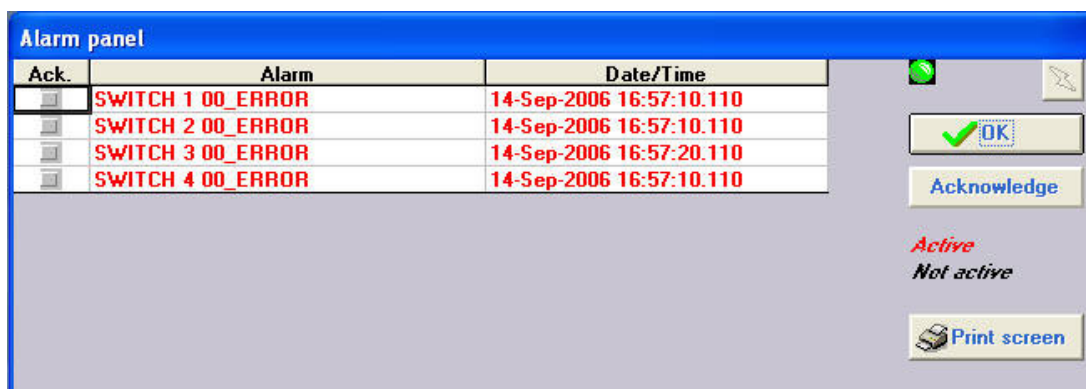 Alarm panel
Ack. Alarm Date/Time
SWITCH 1 00_ERROR 14-Sep-2006 16:57:10.110
SWITCH 2 00_ERROR 14-Sep-2006 16:57:10.110
SWITCH 3 00_ERROR 14-Sep-2006 16:57:20.110
SWITCH 4 00_ERROR 14-Sep-2006 16:57:10.110
OK
Acknowledge
Active
Not active
Print screen